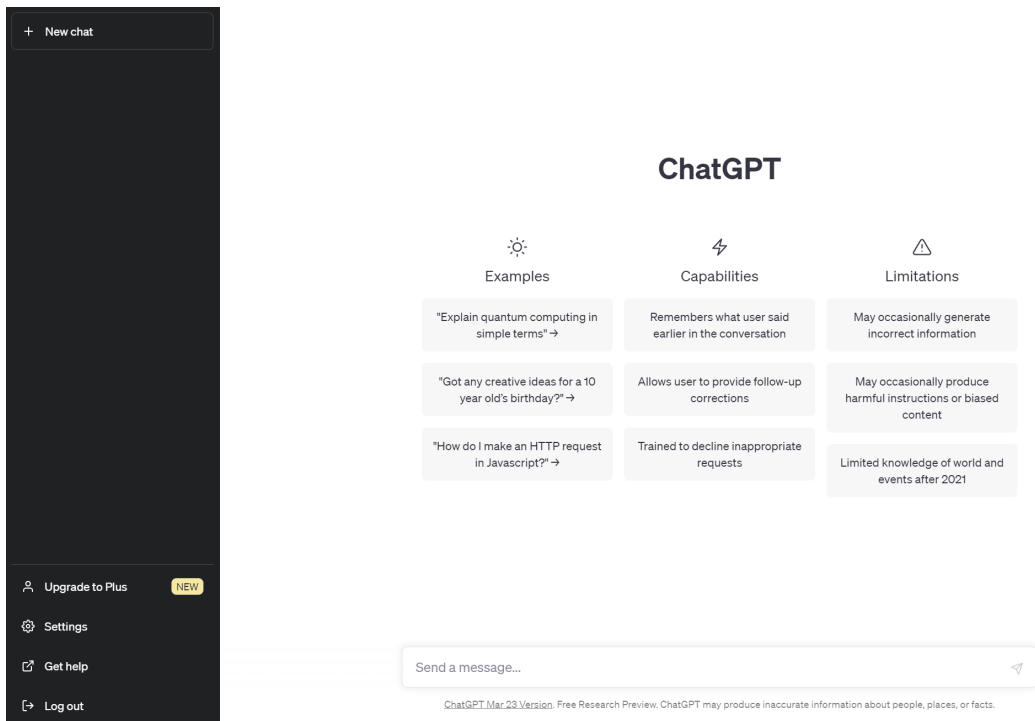 New chat
ChatGPT
Examples
"Explain quantum computing in
simple terms" →
"Got any creative ideas for a 10
year old's birthday?" →
"How do I make an HTTP request
in Javascript?" →
Capabilities
Remembers what user said
earlier in the conversation
Allows user to provide follow-up
corrections
Trained to decline inappropriate
requests
Limitations
May occasionally generate
incorrect information
May occasionally produce
harmful instructions or biased
content
Limited knowledge of world and
events after 2021
Upgrade to Plus NEW
Settings
Get help
Log out
Send a message...
ChatGPT Mar 23 Version. Free Research Preview. ChatGPT may produce inaccurate information about people, places, or facts.